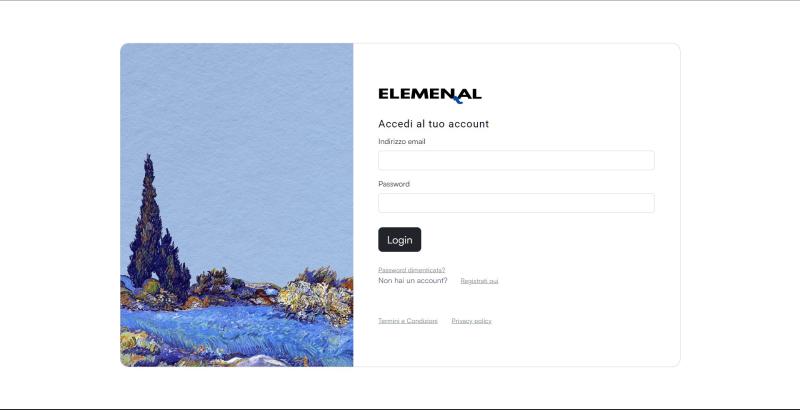 ELEMENTAL
Accedi al tuo account
Indirizzo email
Password
Login
Password dimenticata?
Non hai un account? Registrati qui
Termini e Condizioni Privacy policy